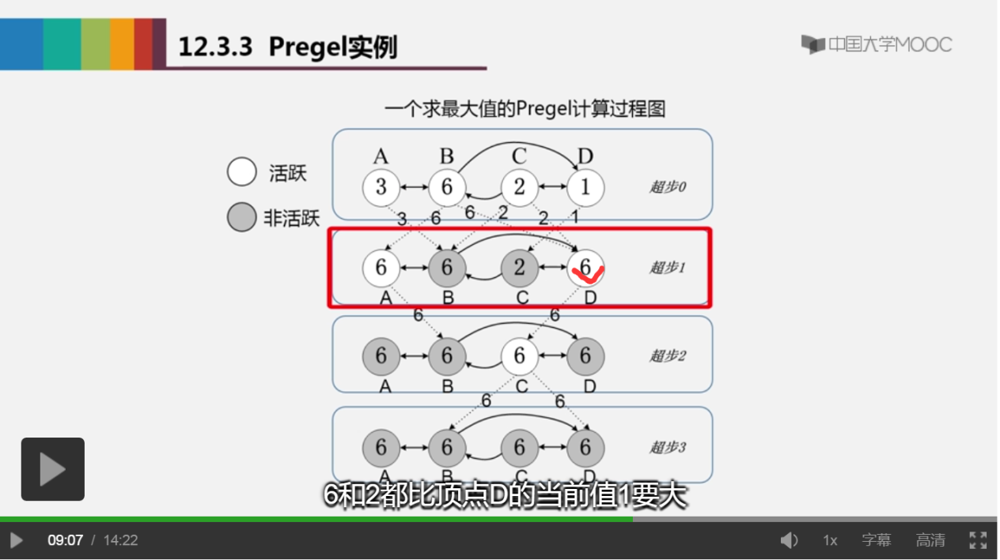 12.3.3 Pregel实例
中国大学MOOC
一个求最大值的Pregel计算过程图
活跃
非活跃
A B C D
3 6 2 1 超步0
3 6 6 2 2 1
6 6 2 6 超步1
A B C D
6 6
6 6 6 6 超步2
A B C D
6 6
6 6 6 6 超步3
A B C D
6和2都比顶点D的当前值1要大
09:07 / 14:22 1x 字幕 高清